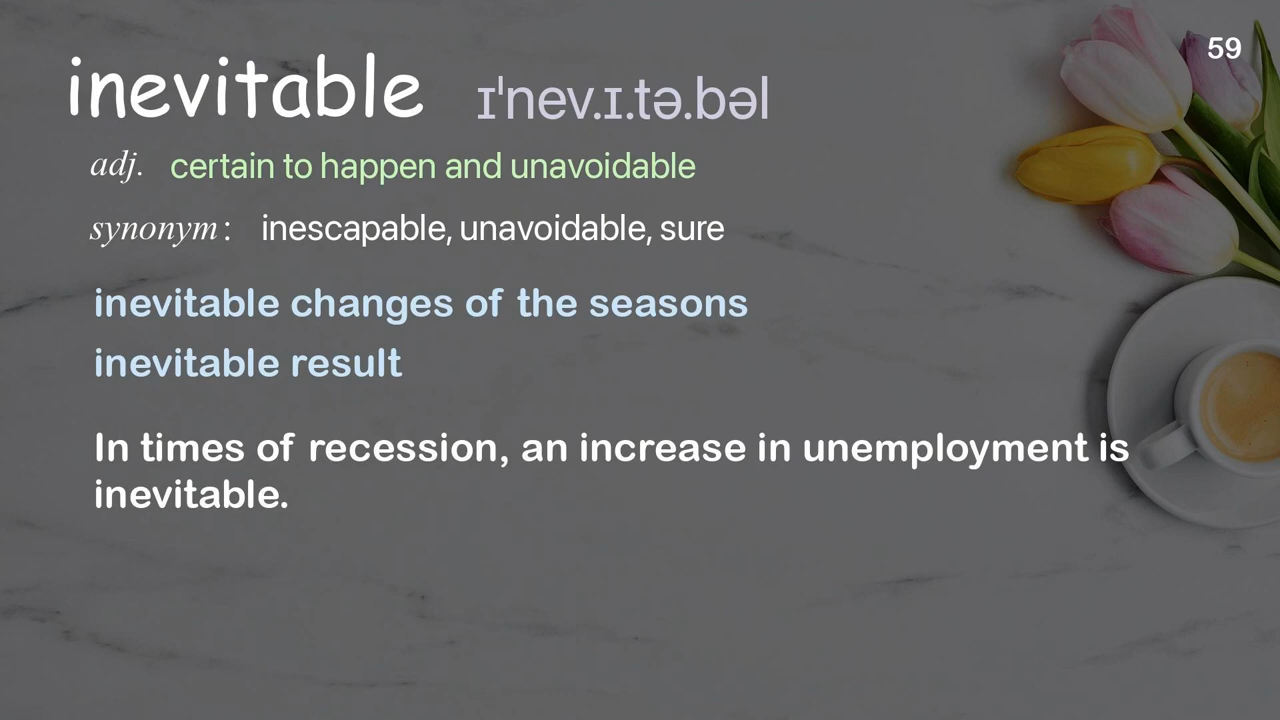 59
inevitable ɪˈnev.ɪ.tə.bəl
adj. certain to happen and unavoidable
synonym: inescapable, unavoidable, sure
inevitable changes of the seasons
inevitable result
In times of recession, an increase in unemployment is
inevitable.